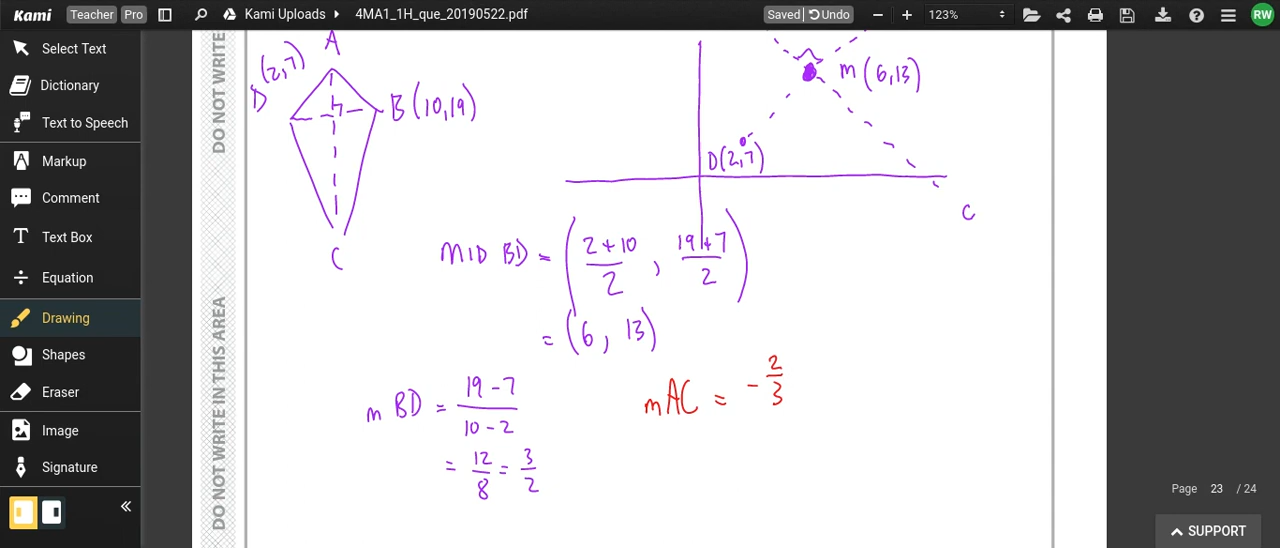 Kami
Kami Uploads
4MA1_1H_que_20190522.pdf
Saved
Undo
123%
RW
Teacher
Pro
Select Text
Dictionary
Text to Speech
Markup
Comment
Text Box
Equation
Drawing
Shapes
Eraser
Image
Signature
DO NOT WRITE
DO NOT WRITE IN THIS AREA
A
(2,7)
D
B (10,19)
C
M (6,13)
D(2,7)
C
MID BD = (2+10/2, 19+7/2)
= (6, 13)
m BD = 19-7/10-2
= 12/8 = 3/2
mAC = -2/3
Page 23 / 24
SUPPORT